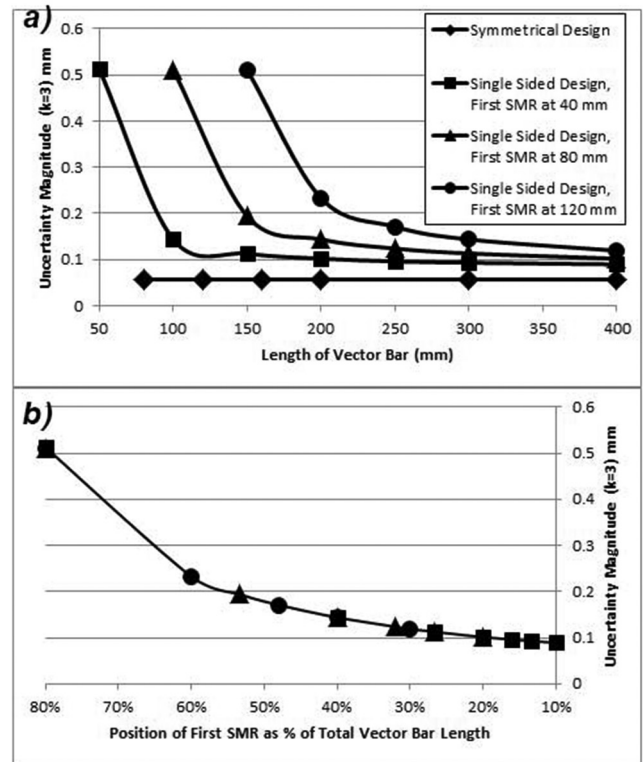 a)
0.6
0.5
0.4
0.3
0.2
0.1
0
Uncertainty Magnitude (k=3) mm
50 100 150 200 250 300 350 400
Length of Vector Bar (mm)
Symmetrical Design
Single Sided Design,
First SMR at 40 mm
Single Sided Design,
First SMR at 80 mm
Single Sided Design,
First SMR at 120 mm
b)
0.6
0.5
0.4
0.3
0.2
0.1
0
Uncertainty Magnitude (k=3) mm
80% 70% 60% 50% 40% 30% 20% 10%
Position of First SMR as % of Total Vector Bar Length